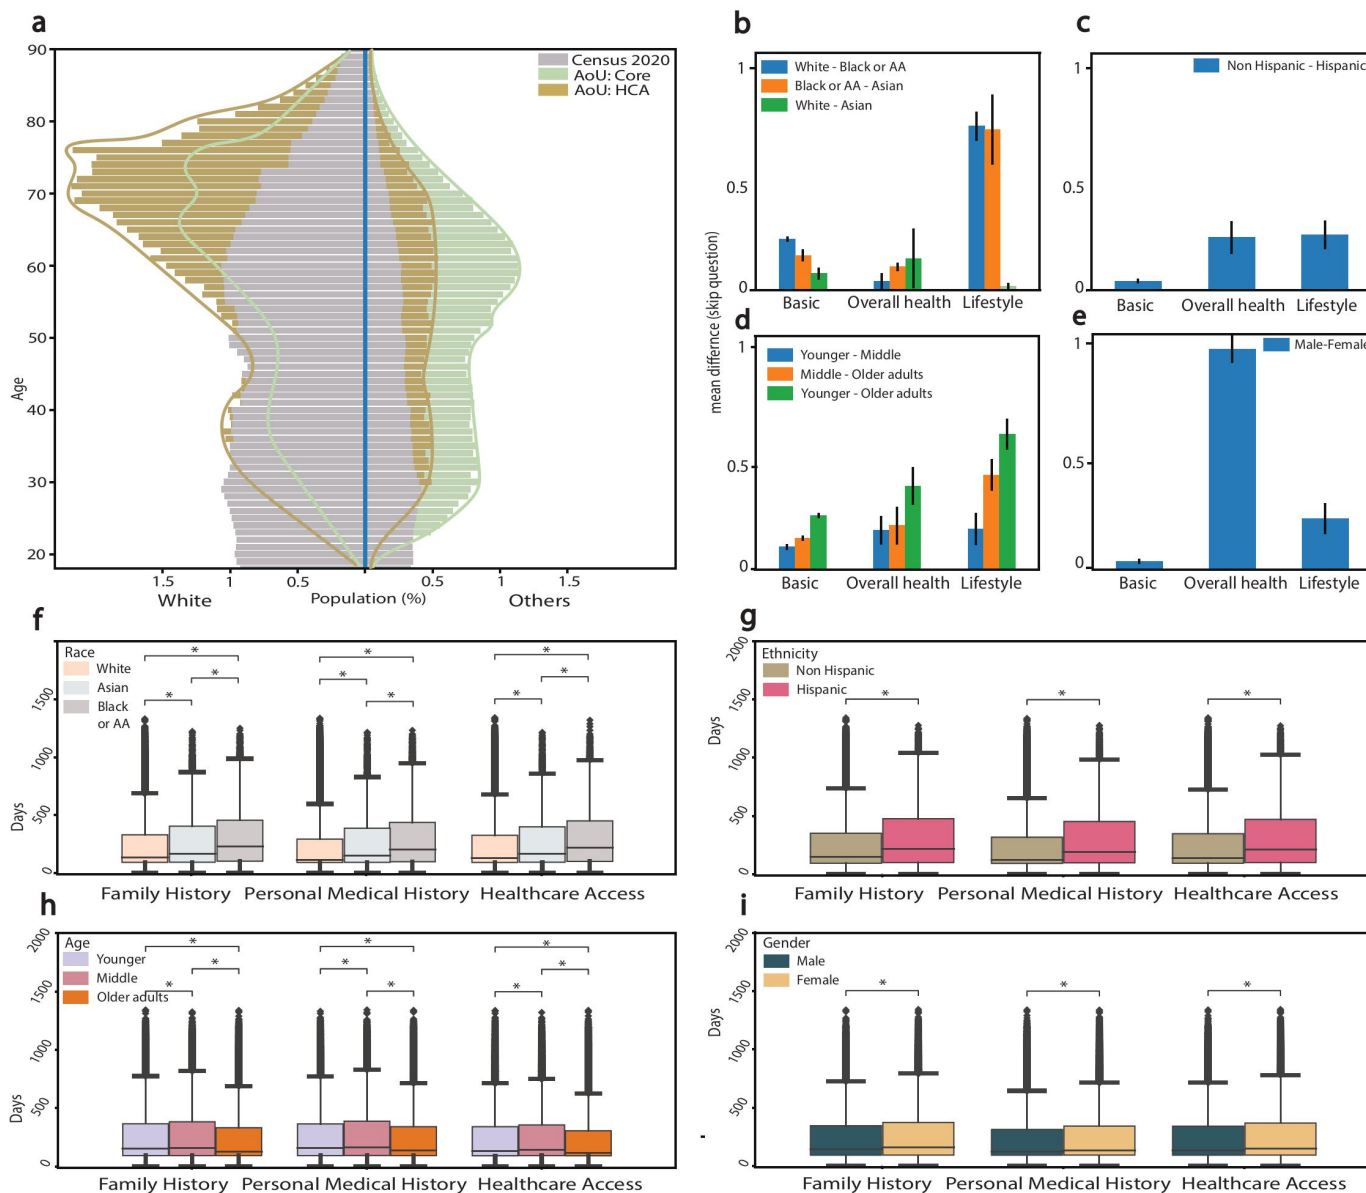 a
90
80
70
60
50
40
30
20
Age
Census 2020
AoU: Core
AoU: HCA
1.5
1
0.5
0.5
1
1.5
White
Population (%)
Others
b
1
0.5
0
White - Black or AA
Black or AA - Asian
White - Asian
Basic
Overall health
Lifestyle
mean differnce (skip question)
c
1
0.5
0
Non Hispanic - Hispanic
Basic
Overall health
Lifestyle
d
1
0.5
0
Younger - Middle
Middle - Older adults
Younger - Older adults
Basic
Overall health
Lifestyle
e
1
0.5
0
Male-Female
Basic
Overall health
Lifestyle
f
Race
White
Asian
Black
or AA
1500
1000
500
0
Days
* * *
* * *
* * *
Family History
Personal Medical History
Healthcare Access
g
2000
1500
1000
500
0
Days
Ethnicity
Non Hispanic
Hispanic
* * *
Family History
Personal Medical History
Healthcare Access
h
2000
1500
1000
500
0
Days
Age
Younger
Middle
Older adults
* * *
* * *
* * *
Family History
Personal Medical History
Healthcare Access
i
2000
1500
1000
500
0
Days
Gender
Male
Female
* * *
-
Family History
Personal Medical History
Healthcare Access